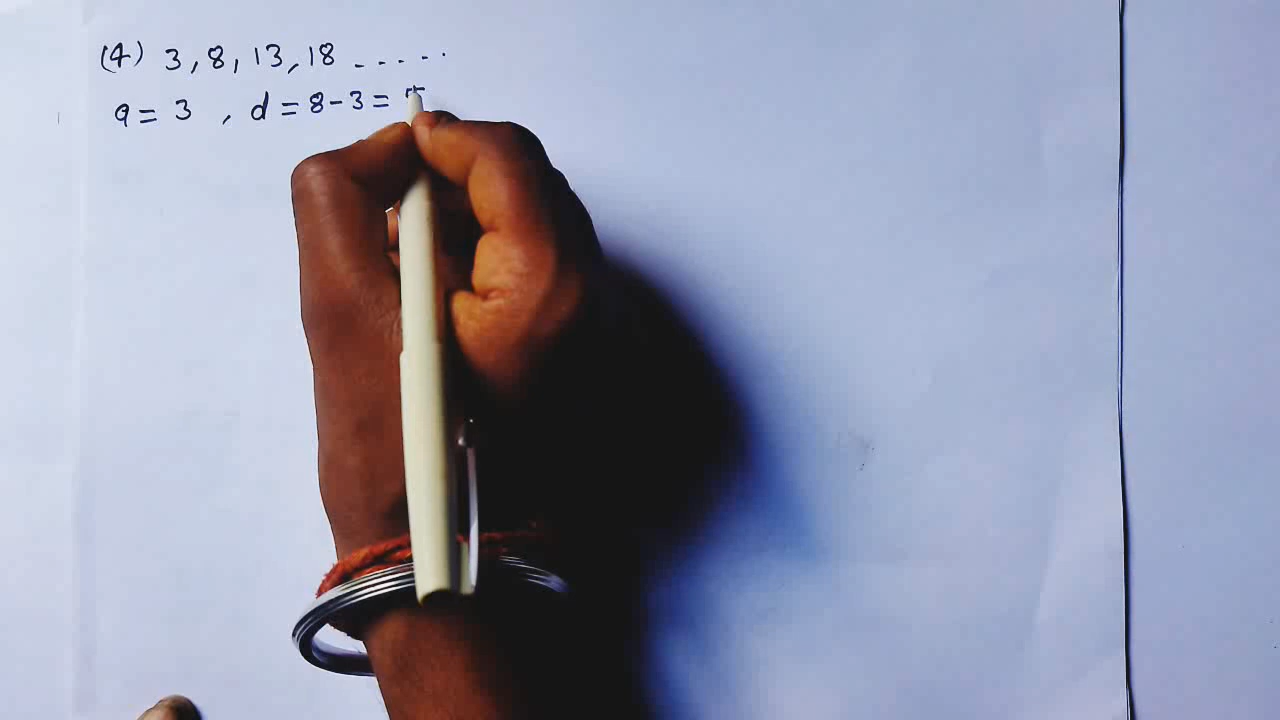 (4) 3, 8, 13, 18 ......
a = 3 , d = 8 - 3 =